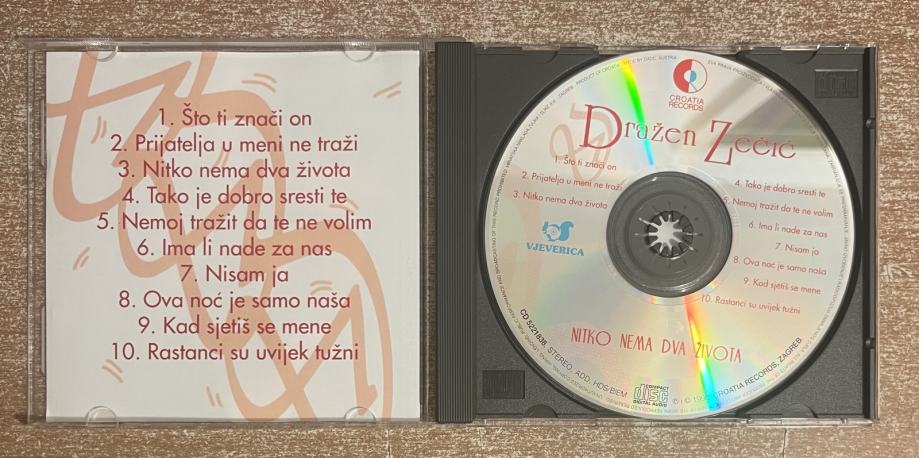 1. Što ti znači on
2. Prijatelja u meni ne traži
3. Nitko nema dva života
4. Tako je dobro sresti te
5. Nemoj tražit da te ne volim
6. Ima li nade za nas
7. Nisam ja
8. Ova noć je samo naša
9. Kad sjetiš se mene
10. Rastanci su uvijek tužni
CROATIA
RECORDS
Dražen Zečić
1. Što ti znači on
2. Prijatelja u meni ne traži
3. Nitko nema dva života
4. Tako je dobro sresti te
5. Nemoj tražit da te ne volim
6. Ima li nade za nas
7. Nisam ja
8. Ova noć je samo naša
9. Kad sjetiš se mene
10. Rastanci su uvijek tužni
VJEVERICA
NITKO NEMA DVA ŽIVOTA
CD 5221838, STEREO, ADD, HDS/BIEM
COMPACT
disc
DIGITAL AUDIO
CROATIA RECORDS, ZAGREB